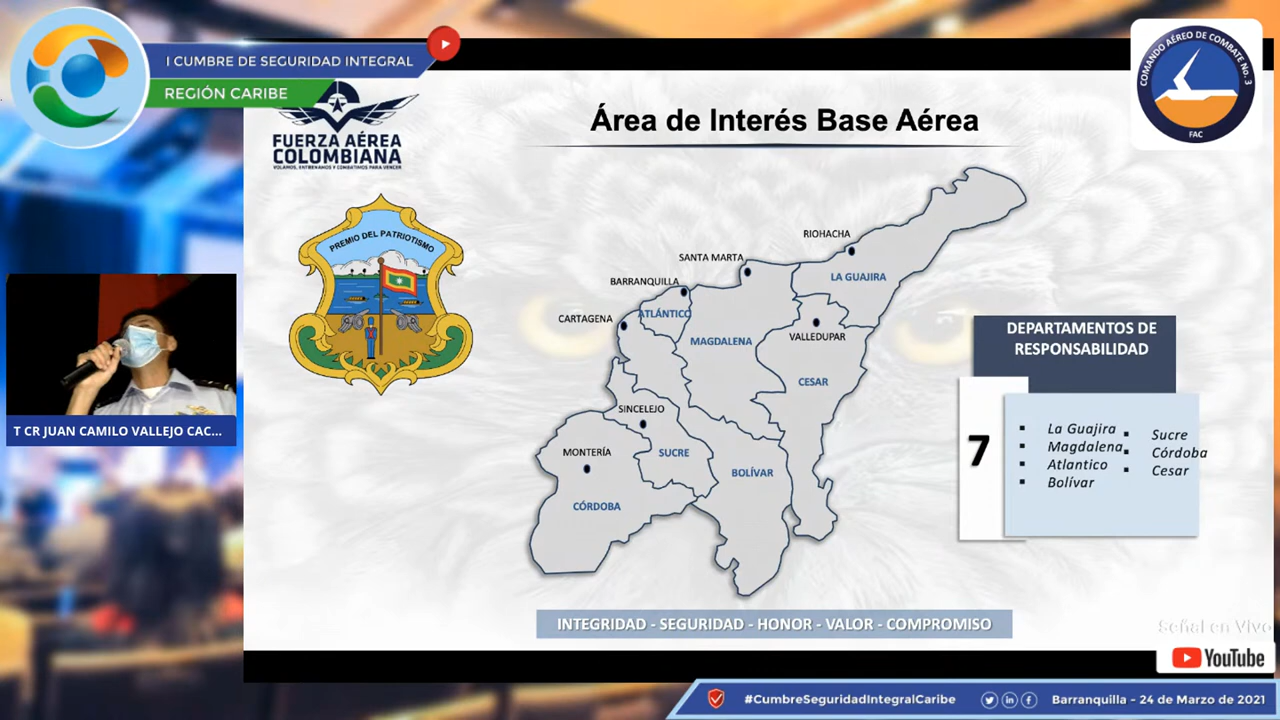 I CUMBRE DE SEGURIDAD INTEGRAL
REGIÓN CARIBE
FUERZA AÉREA
COLOMBIANA
VOLAMOS, ENTRENAMOS Y COMBATIMOS PARA VENCER
COMANDO AÉREO DE COMBATE No. 3
FAC
Área de Interés Base Aérea
PREMIO DEL PATRIOTISMO
RIOHACHA
SANTA MARTA
LA GUAJIRA
BARRANQUILLA
CARTAGENA
ATLÁNTICO
MAGDALENA
VALLEDUPAR
CESAR
SINCELEJO
MONTERÍA
SUCRE
BOLÍVAR
CÓRDOBA
DEPARTAMENTOS DE
RESPONSABILIDAD
7
La Guajira
Magdalena
Atlantico
Bolívar
Sucre
Córdoba
Cesar
T CR JUAN CAMILO VALLEJO CAC...
INTEGRIDAD - SEGURIDAD - HONOR - VALOR - COMPROMISO
Señal en Vivo
YouTube
#CumbreSeguridadIntegralCaribe
Barranquilla - 24 de Marzo de 2021